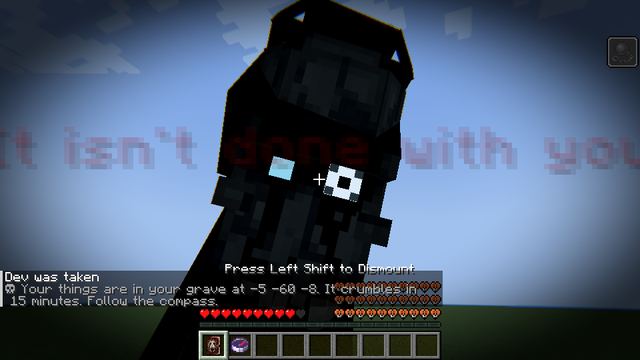 It isn't done with you
Press Left Shift to Dismount
Dev was taken
☠ Your things are in your grave at -5 -60 -8. It crumbles in
15 minutes. Follow the compass.